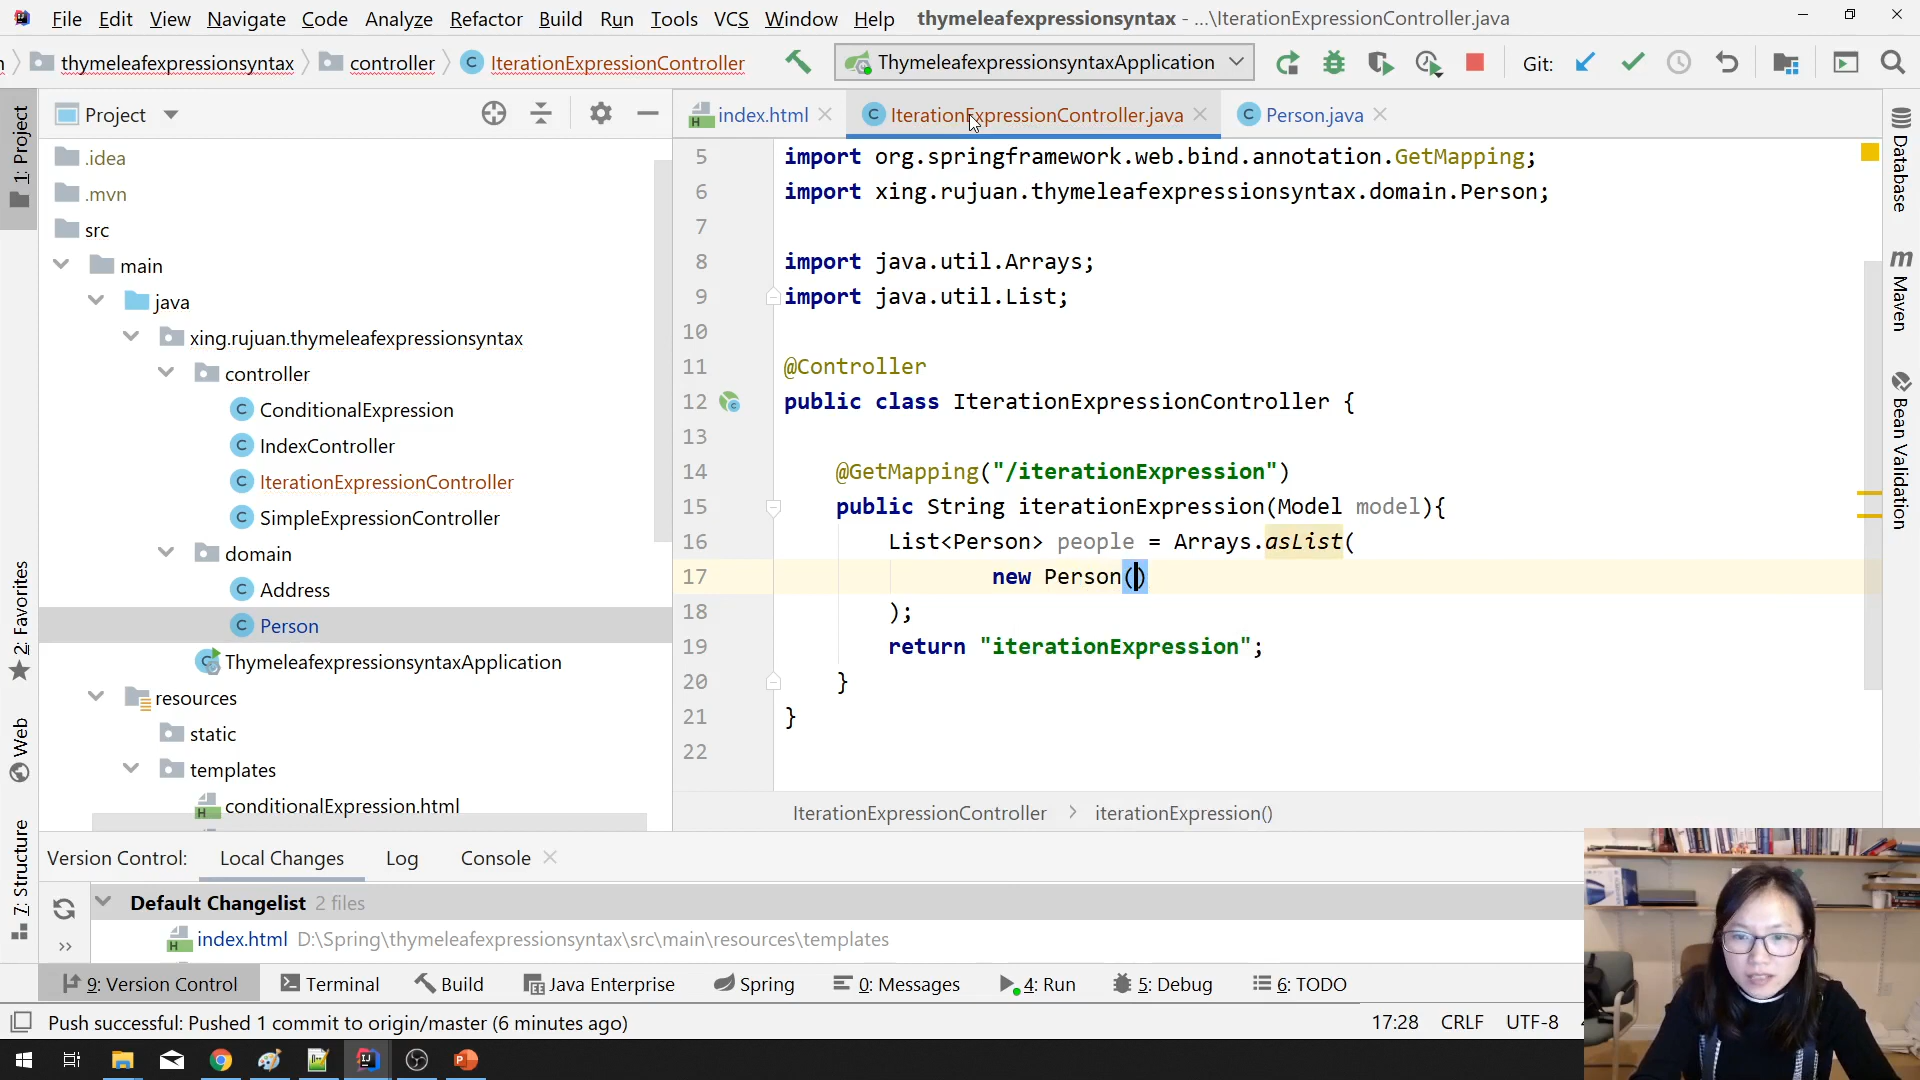 File Edit View Navigate Code Analyze Refactor Build Run Tools VCS Window Help thymeleafexpressionsyntax - ...\IterationExpressionController.java
thymeleafexpressionsyntax controller IterationExpressionController ThymeleafexpressionsyntaxApplication Git:
Project
index.html IterationExpressionController.java Person.java
1: Project
2: Favorites
Web
7: Structure
.idea
.mvn
src
main
java
xing.rujuan.thymeleafexpressionsyntax
controller
ConditionalExpression
IndexController
IterationExpressionController
SimpleExpressionController
domain
Address
Person
ThymeleafexpressionsyntaxApplication
resources
static
templates
conditionalExpression.html
5 import org.springframework.web.bind.annotation.GetMapping;
6 import xing.rujuan.thymeleafexpressionsyntax.domain.Person;
7
8 import java.util.Arrays;
9 import java.util.List;
10
11 @Controller
12 public class IterationExpressionController {
13
14 @GetMapping("/iterationExpression")
15 public String iterationExpression(Model model){
16 List<Person> people = Arrays.asList(
17 new Person()
18 );
19 return "iterationExpression";
20 }
21 }
22
IterationExpressionController > iterationExpression()
Database
m Maven
Bean Validation
Version Control: Local Changes Log Console
Default Changelist 2 files
index.html D:\Spring\thymeleafexpressionsyntax\src\main\resources\templates
9: Version Control Terminal Build Java Enterprise Spring 0: Messages 4: Run 5: Debug 6: TODO
Push successful: Pushed 1 commit to origin/master (6 minutes ago) 17:28 CRLF UTF-8